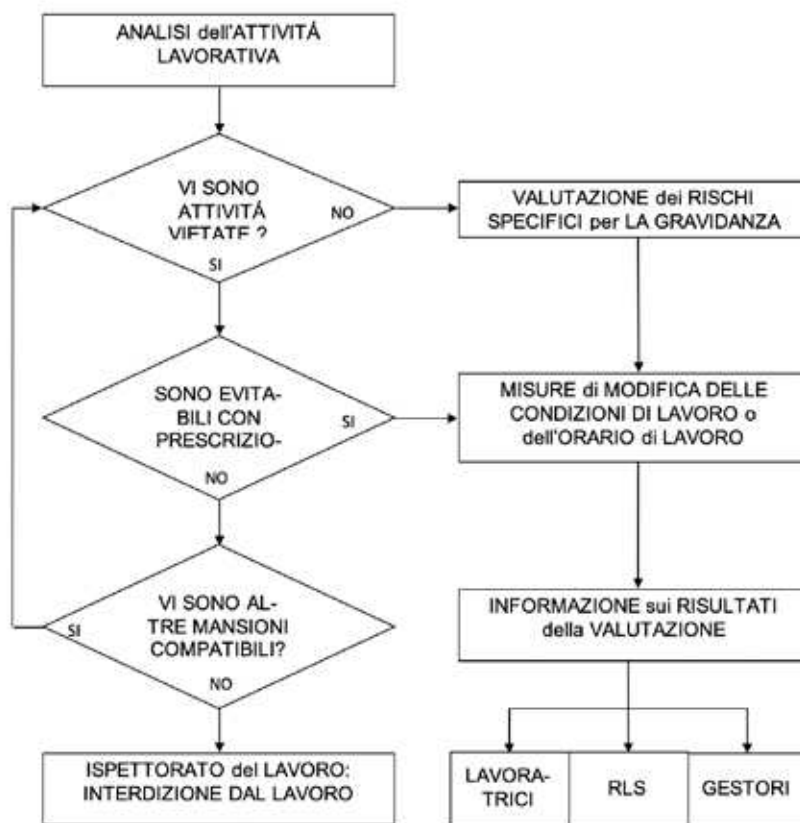 ANALISI dell'ATTIVITÁ
LAVORATIVA
VI SONO
ATTIVITÁ
VIETATE ?
NO
SI
VALUTAZIONE dei RISCHI
SPECIFICI per LA GRAVIDANZA
SONO EVITA-
BILI CON
PRESCRIZIO-
SI
NO
MISURE di MODIFICA DELLE
CONDIZIONI DI LAVORO o
dell'ORARIO di LAVORO
VI SONO AL-
TRE MANSIONI
COMPATIBILI?
SI
NO
INFORMAZIONE sui RISULTATI
della VALUTAZIONE
ISPETTORATO del LAVORO:
INTERDIZIONE DAL LAVORO
LAVORA-
TRICI
RLS
GESTORI